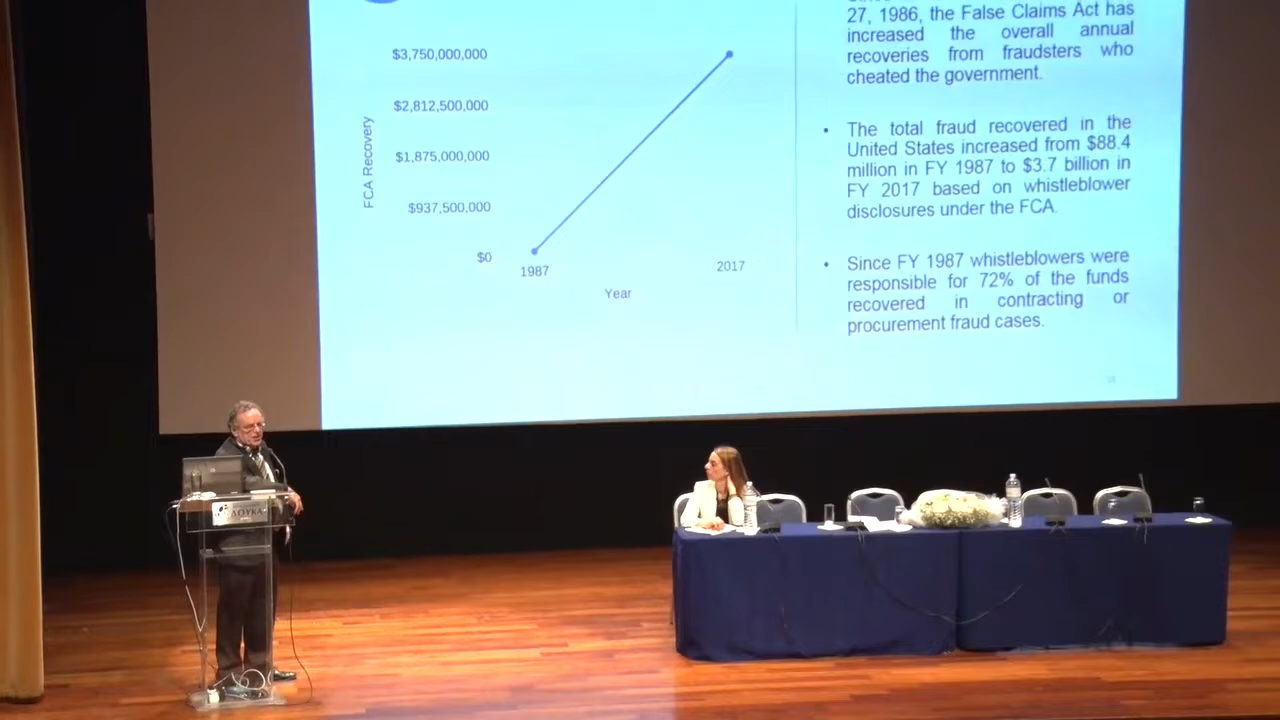 27, 1986, the False Claims Act has
increased the overall annual
recoveries from fraudsters who
cheated the government.
• The total fraud recovered in the
United States increased from $88.4
million in FY 1987 to $3.7 billion in
FY 2017 based on whistleblower
disclosures under the FCA.
• Since FY 1987 whistleblowers were
responsible for 72% of the funds
recovered in contracting or
procurement fraud cases.
FCA Recovery
$3,750,000,000
$2,812,500,000
$1,875,000,000
$937,500,000
$0
1987
2017
Year
ΔΟΥΚΑ